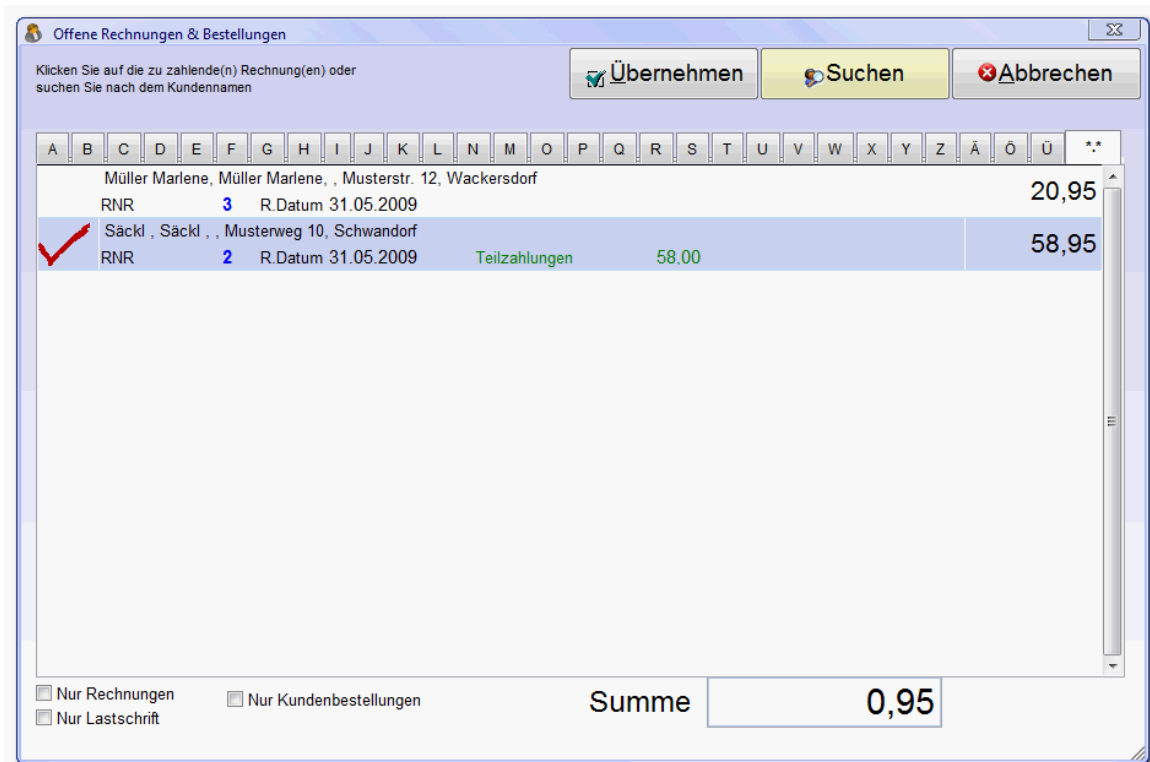 Offene Rechnungen & Bestellungen
Klicken Sie auf die zu zahlende(n) Rechnung(en) oder
suchen Sie nach dem Kundennamen
Übernehmen Suchen Abbrechen
A B C D E F G H I J K L N M O P Q R S T U V W X Y Z Ä Ö Ü *.*
Müller Marlene, Müller Marlene, , Musterstr. 12, Wackersdorf
20,95
RNR 3 R.Datum 31.05.2009
Säckl , Säckl , , Musterweg 10, Schwandorf
58,95
RNR 2 R.Datum 31.05.2009 Teilzahlungen 58,00
Nur Rechnungen Nur Kundenbestellungen Summe 0,95
Nur Lastschrift